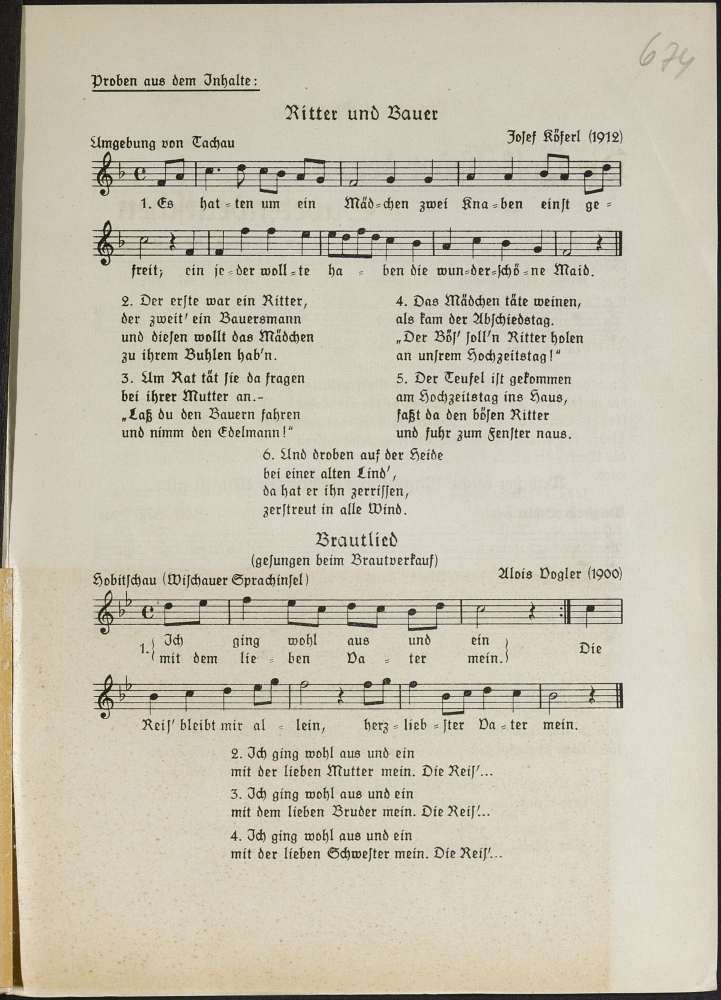 674
Proben aus dem Inhalte:
Ritter und Bauer
Umgebung von Tachau
Josef Köferl (1912)
1. Es hat-ten um ein Mäd-chen zwei Kna-ben einst ge-
freit; ein je-der woll-te ha-ben die wun-der-schö-ne Maid.
2. Der erste war ein Ritter,
der zweit' ein Bauersmann
und diesen wollt das Mädchen
zu ihrem Buhlen hab'n.
3. Um Rat tät sie da fragen
bei ihrer Mutter an.-
„Laß du den Bauern fahren
und nimm den Edelmann!"
4. Das Mädchen täte weinen,
als kam der Abschiedstag.
„Der Bös' soll'n Ritter holen
an unsrem Hochzeitstag!"
5. Der Teufel ist gekommen
am Hochzeitstag ins Haus,
faßt da den bösen Ritter
und fuhr zum Fenster naus.
6. Und droben auf der Heide
bei einer alten Lind',
da hat er ihn zerrissen,
zerstreut in alle Wind.
Brautlied
(gesungen beim Brautverkauf)
Hobitschau (Wischauer Sprachinsel)
Alois Vogler (1900)
1. Ich ging wohl aus und ein
mit dem lie-ben Va-ter mein.
Die
Reis' bleibt mir al-lein, herz-lieb-ster Va-ter mein.
2. Ich ging wohl aus und ein
mit der lieben Mutter mein. Die Reis'...
3. Ich ging wohl aus und ein
mit dem lieben Bruder mein. Die Reis'...
4. Ich ging wohl aus und ein
mit der lieben Schwester mein. Die Reis'...